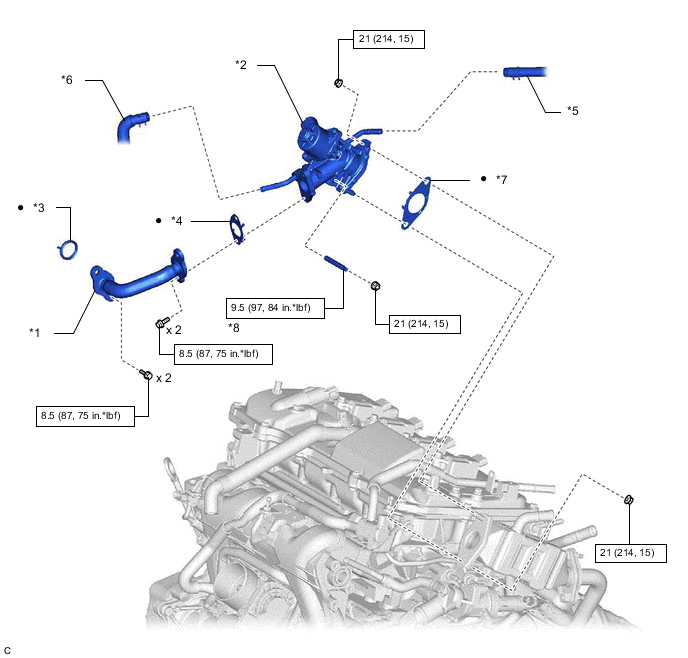 21 (214, 15)
*2
*6
*5
● *7
● *3
● *4
9.5 (97, 84 in.*lbf)
*8
21 (214, 15)
*1
x 2
8.5 (87, 75 in.*lbf)
x 2
8.5 (87, 75 in.*lbf)
21 (214, 15)
C